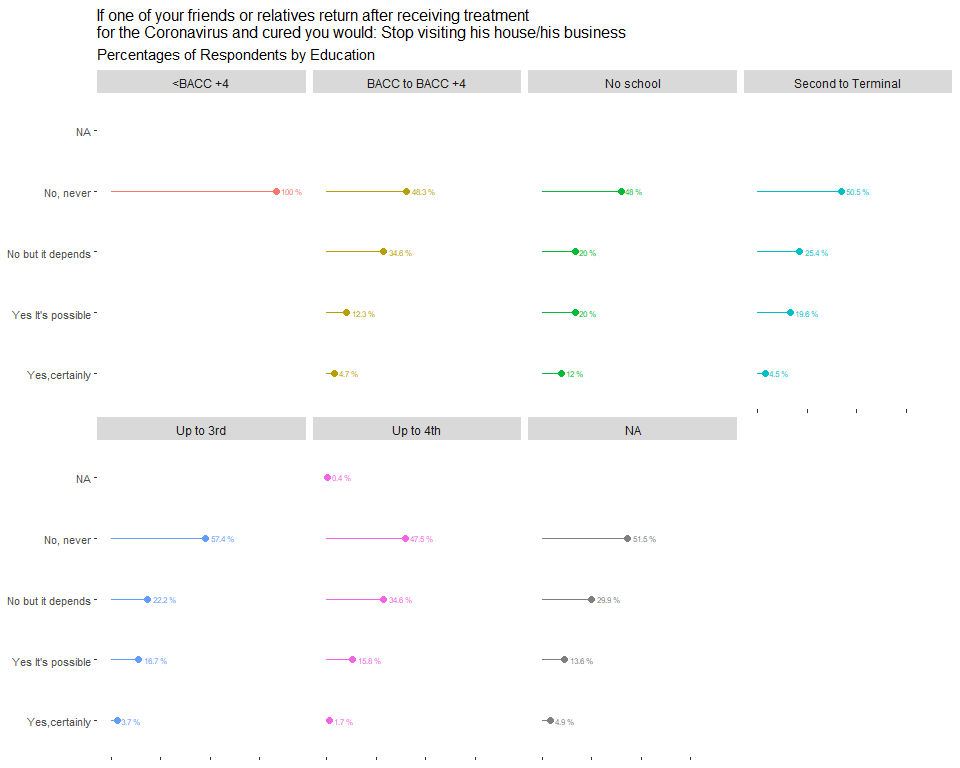 If one of your friends or relatives return after receiving treatment
for the Coronavirus and cured you would: Stop visiting his house/his business
Percentages of Respondents by Education
<BACC +4 BACC to BACC +4 No school Second to Terminal
NA
No, never 100 % 48.3 % 48 % 50.5 %
No but it depends 34.6 % 20 % 25.4 %
Yes It's possible 12.3 % 20 % 19.6 %
Yes,certainly 4.7 % 12 % 4.5 %
Up to 3rd Up to 4th NA
NA 0.4 %
No, never 57.4 % 47.5 % 51.5 %
No but it depends 22.2 % 34.6 % 29.9 %
Yes It's possible 16.7 % 15.8 % 13.6 %
Yes,certainly 3.7 % 1.7 % 4.9 %